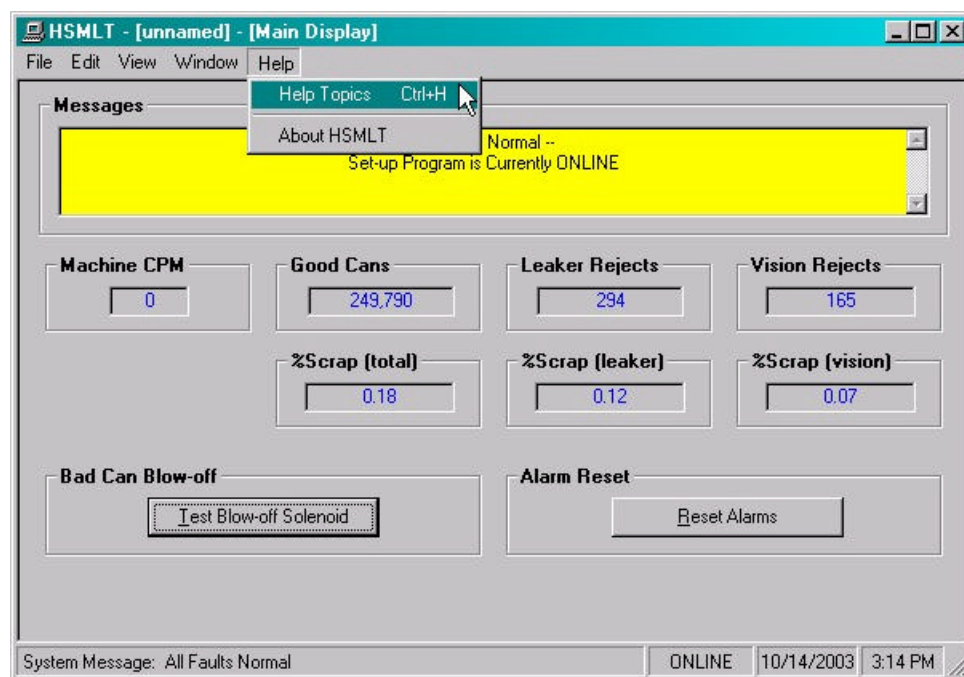 HSMLT - [unnamed] - [Main Display]
File Edit View Window Help
Help Topics Ctrl+H
About HSMLT
Messages
Normal --
Set-up Program is Currently ONLINE
Machine CPM
0
Good Cans
249,790
Leaker Rejects
294
Vision Rejects
165
%Scrap (total)
0.18
%Scrap (leaker)
0.12
%Scrap (vision)
0.07
Bad Can Blow-off
Test Blow-off Solenoid
Alarm Reset
Reset Alarms
System Message: All Faults Normal
ONLINE
10/14/2003
3:14 PM